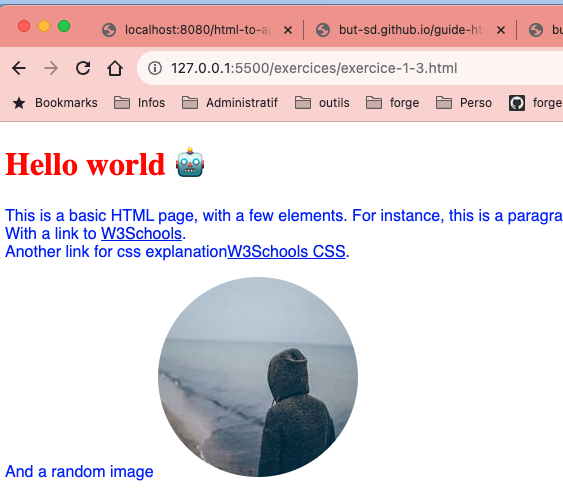 localhost:8080/html-to-a
but-sd.github.io/guide-ht
bu
127.0.0.1:5500/exercices/exercice-1-3.html
Bookmarks Infos Administratif outils forge Perso forge
Hello world 🤖
This is a basic HTML page, with a few elements. For instance, this is a paragra
With a link to W3Schools.
Another link for css explanationW3Schools CSS.
And a random image